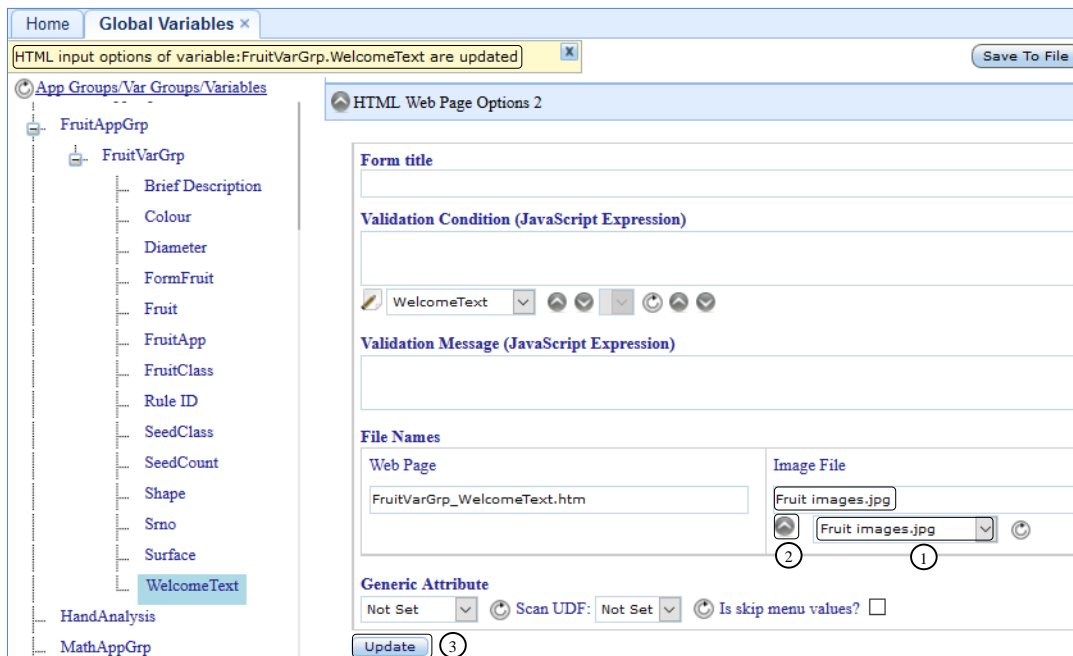 Home Global Variables ×
HTML input options of variable:FruitVarGrp.WelcomeText are updated x
Save To File
App Groups/Var Groups/Variables
FruitAppGrp
FruitVarGrp
Brief Description
Colour
Diameter
FormFruit
Fruit
FruitApp
FruitClass
Rule ID
SeedClass
SeedCount
Shape
Srno
Surface
WelcomeText
HandAnalysis
MathAppGrp
HTML Web Page Options 2
Form title
Validation Condition (JavaScript Expression)
WelcomeText
Validation Message (JavaScript Expression)
File Names
Web Page
FruitVarGrp_WelcomeText.htm
Image File
Fruit images.jpg
Fruit images.jpg
2 1
Generic Attribute
Not Set Scan UDF: Not Set Is skip menu values?
Update 3